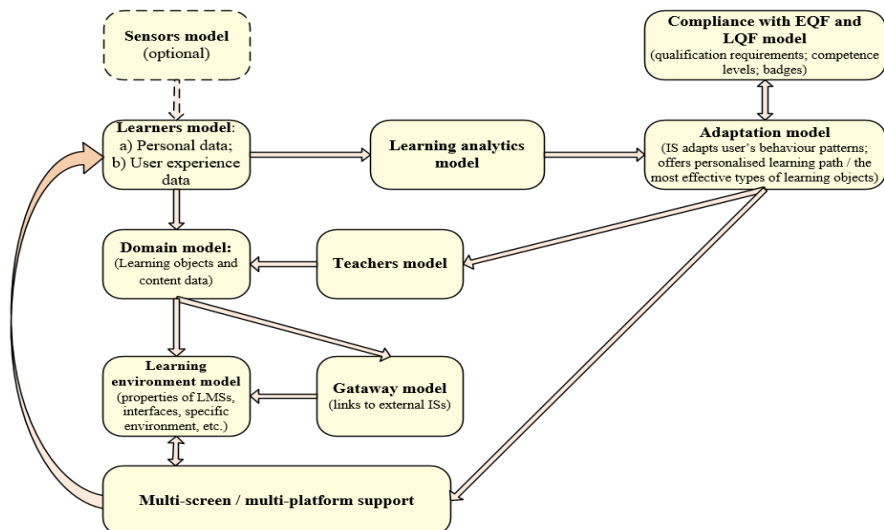 Sensors model
(optional)
Compliance with EQF and
LQF model
(qualification requirements; competence
levels; badges)
Learners model:
a) Personal data;
b) User experience
data
Learning analytics
model
Adaptation model
(IS adapts user`s behaviour patterns;
offers personalised learning path / the
most effective types of learning objects)
Domain model:
(Learning objects and
content data)
Teachers model
Learning
environment model
(properties of LMSs,
interfaces, specific
environment, etc.)
Gataway model
(links to external ISs)
Multi-screen / multi-platform support